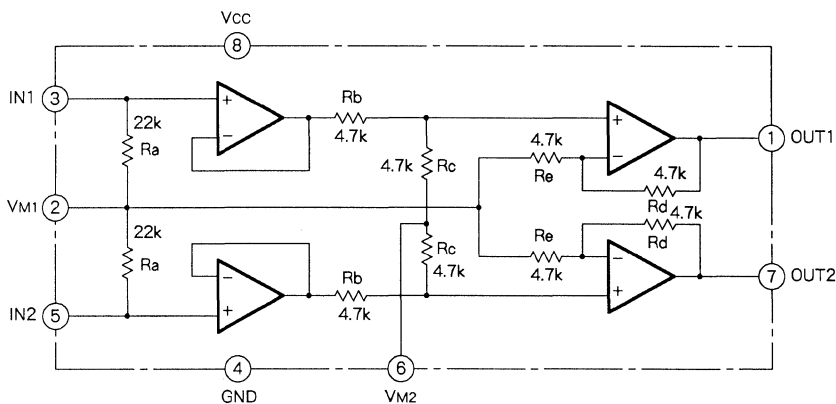 VCC
8
IN1
3
22k
Ra
+
−
Rb
4.7k
4.7k
Rc
4.7k
Re
+
−
4.7k
Rd
1
OUT1
VM1
2
22k
Ra
Rc
4.7k
Re
4.7k
4.7k
Rd
−
+
7
OUT2
−
+
Rb
4.7k
IN2
5
4
GND
6
VM2